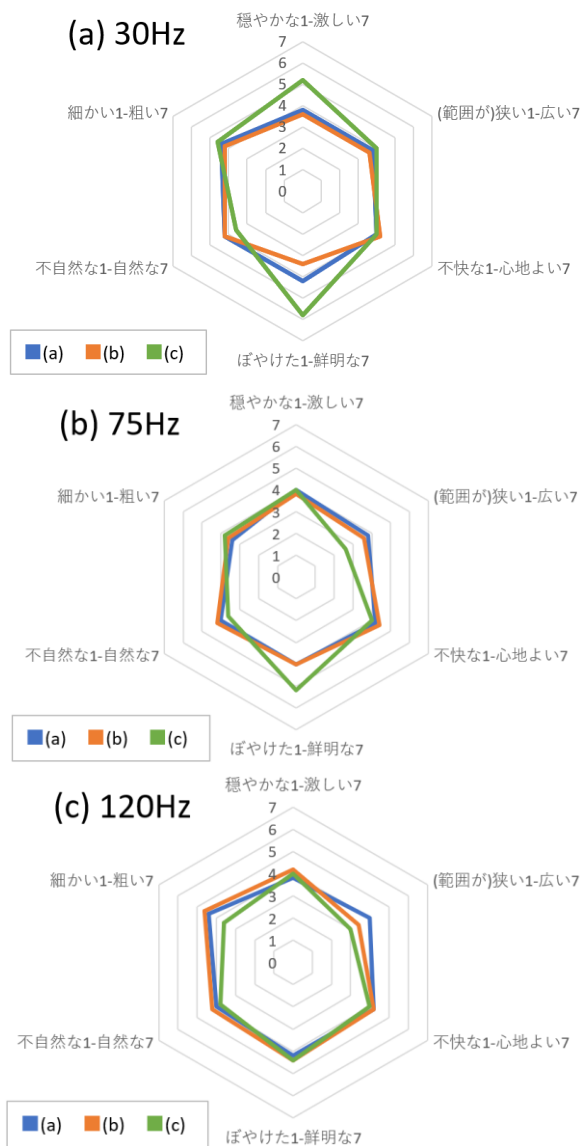 (a) 30Hz
穏やかな1-激しい7
(範囲が)狭い1-広い7
不快な1-心地よい7
ぼやけた1-鮮明な7
不自然な1-自然な7
細かい1-粗い7
7
6
5
4
3
2
1
0
(a) (b) (c)
(b) 75Hz
穏やかな1-激しい7
(範囲が)狭い1-広い7
不快な1-心地よい7
ぼやけた1-鮮明な7
不自然な1-自然な7
細かい1-粗い7
7
6
5
4
3
2
1
0
(a) (b) (c)
(c) 120Hz
穏やかな1-激しい7
(範囲が)狭い1-広い7
不快な1-心地よい7
ぼやけた1-鮮明な7
不自然な1-自然な7
細かい1-粗い7
7
6
5
4
3
2
1
0
(a) (b) (c)